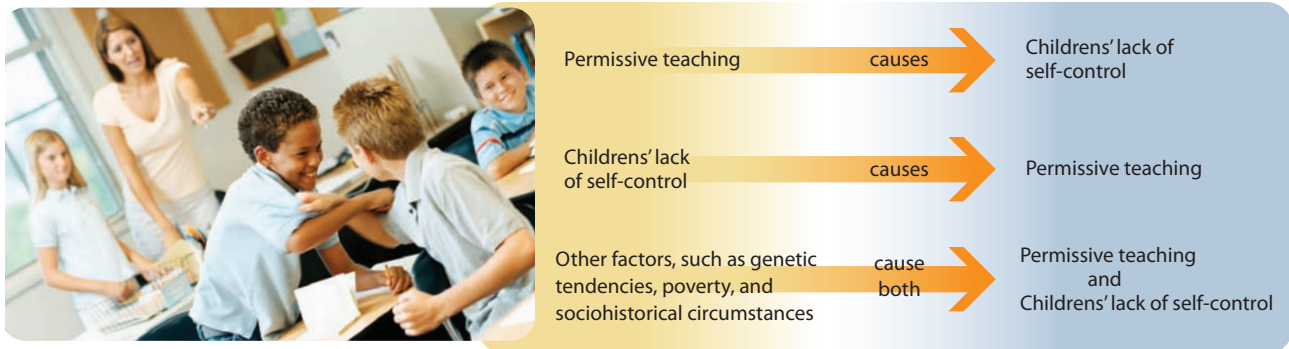 Permissive teaching
causes
Childrens' lack of
self-control
Childrens' lack
of self-control
causes
Permissive teaching
Other factors, such as genetic
tendencies, poverty, and
sociohistorical circumstances
cause
both
Permissive teaching
and
Childrens' lack of self-control